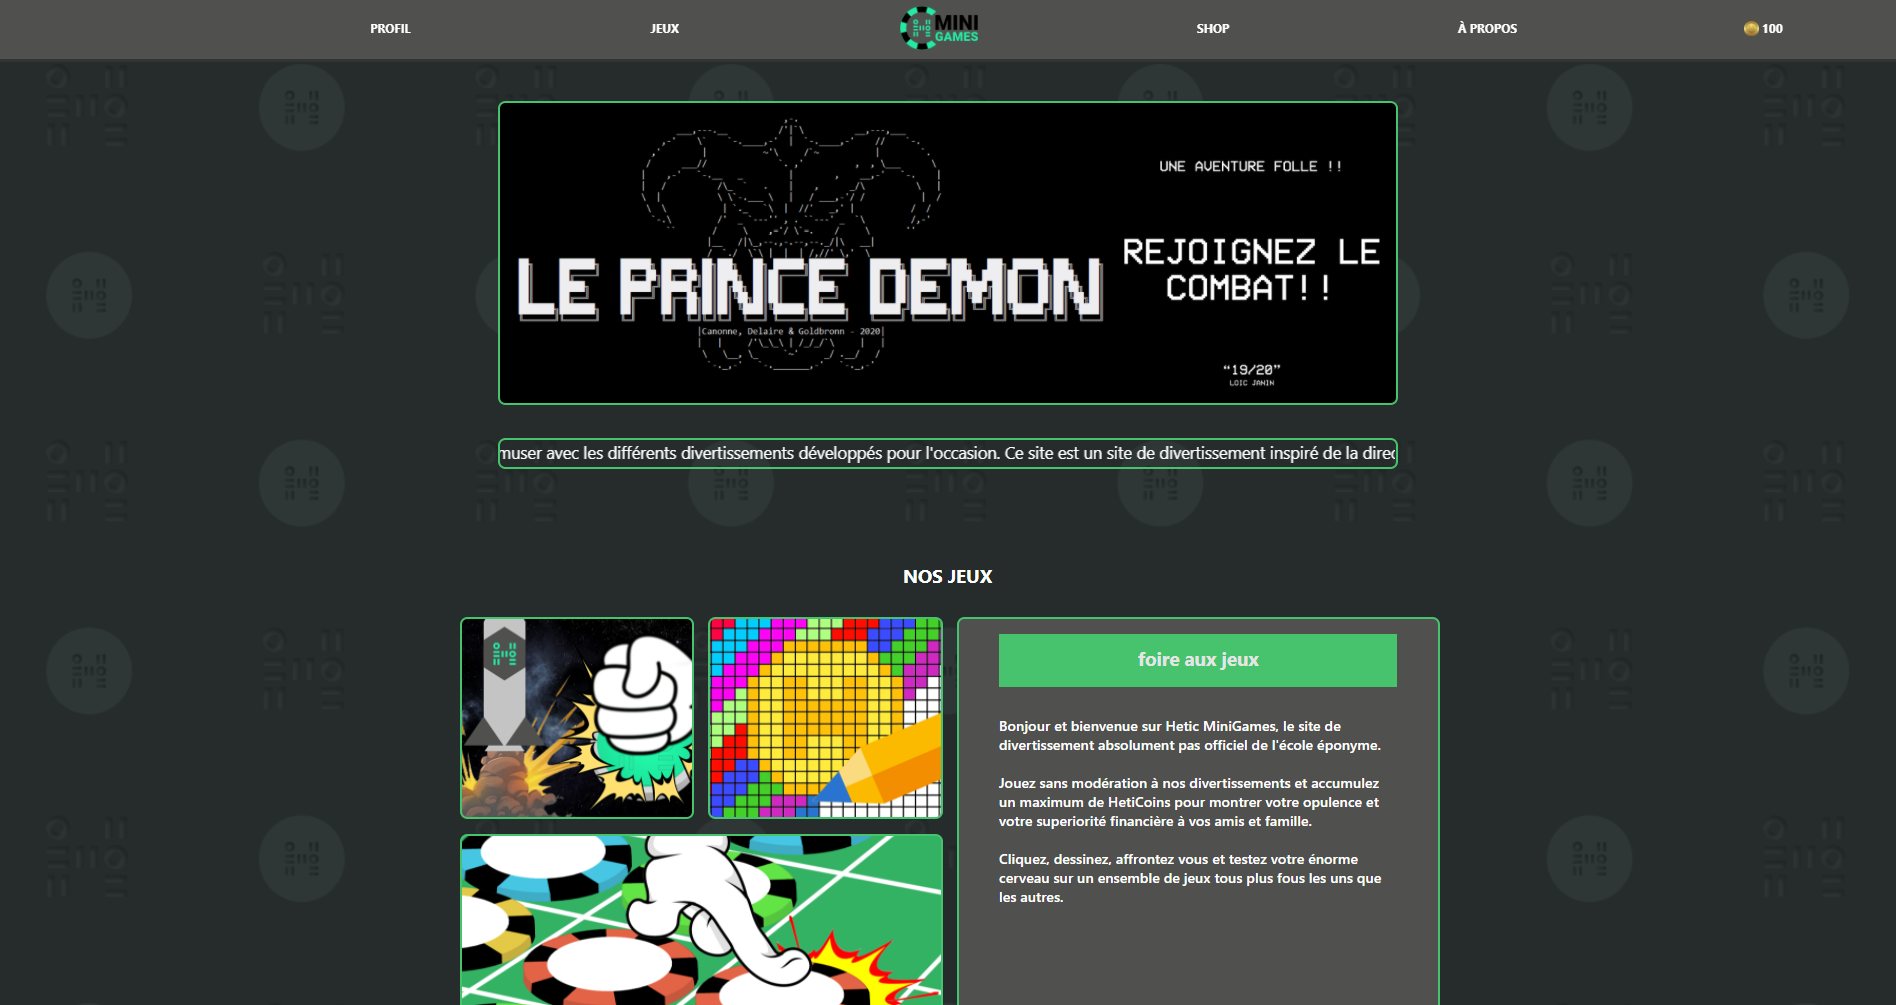 PROFIL
JEUX
MINI
GAMES
SHOP
À PROPOS
100
UNE AVENTURE FOLLE !!
REJOIGNEZ LE
COMBAT!!
LE PRINCE DEMON
|Canonne, Delaire & Goldbronn - 2020|
“19/20”
LOIC JANIN
muser avec les différents divertissements développés pour l'occasion. Ce site est un site de divertissement inspiré de la direc
NOS JEUX
foire aux jeux
Bonjour et bienvenue sur Hetic MiniGames, le site de
divertissement absolument pas officiel de l'école éponyme.
Jouez sans modération à nos divertissements et accumulez
un maximum de HetiCoins pour montrer votre opulence et
votre superiorité financière à vos amis et famille.
Cliquez, dessinez, affrontez vous et testez votre énorme
cerveau sur un ensemble de jeux tous plus fous les uns que
les autres.